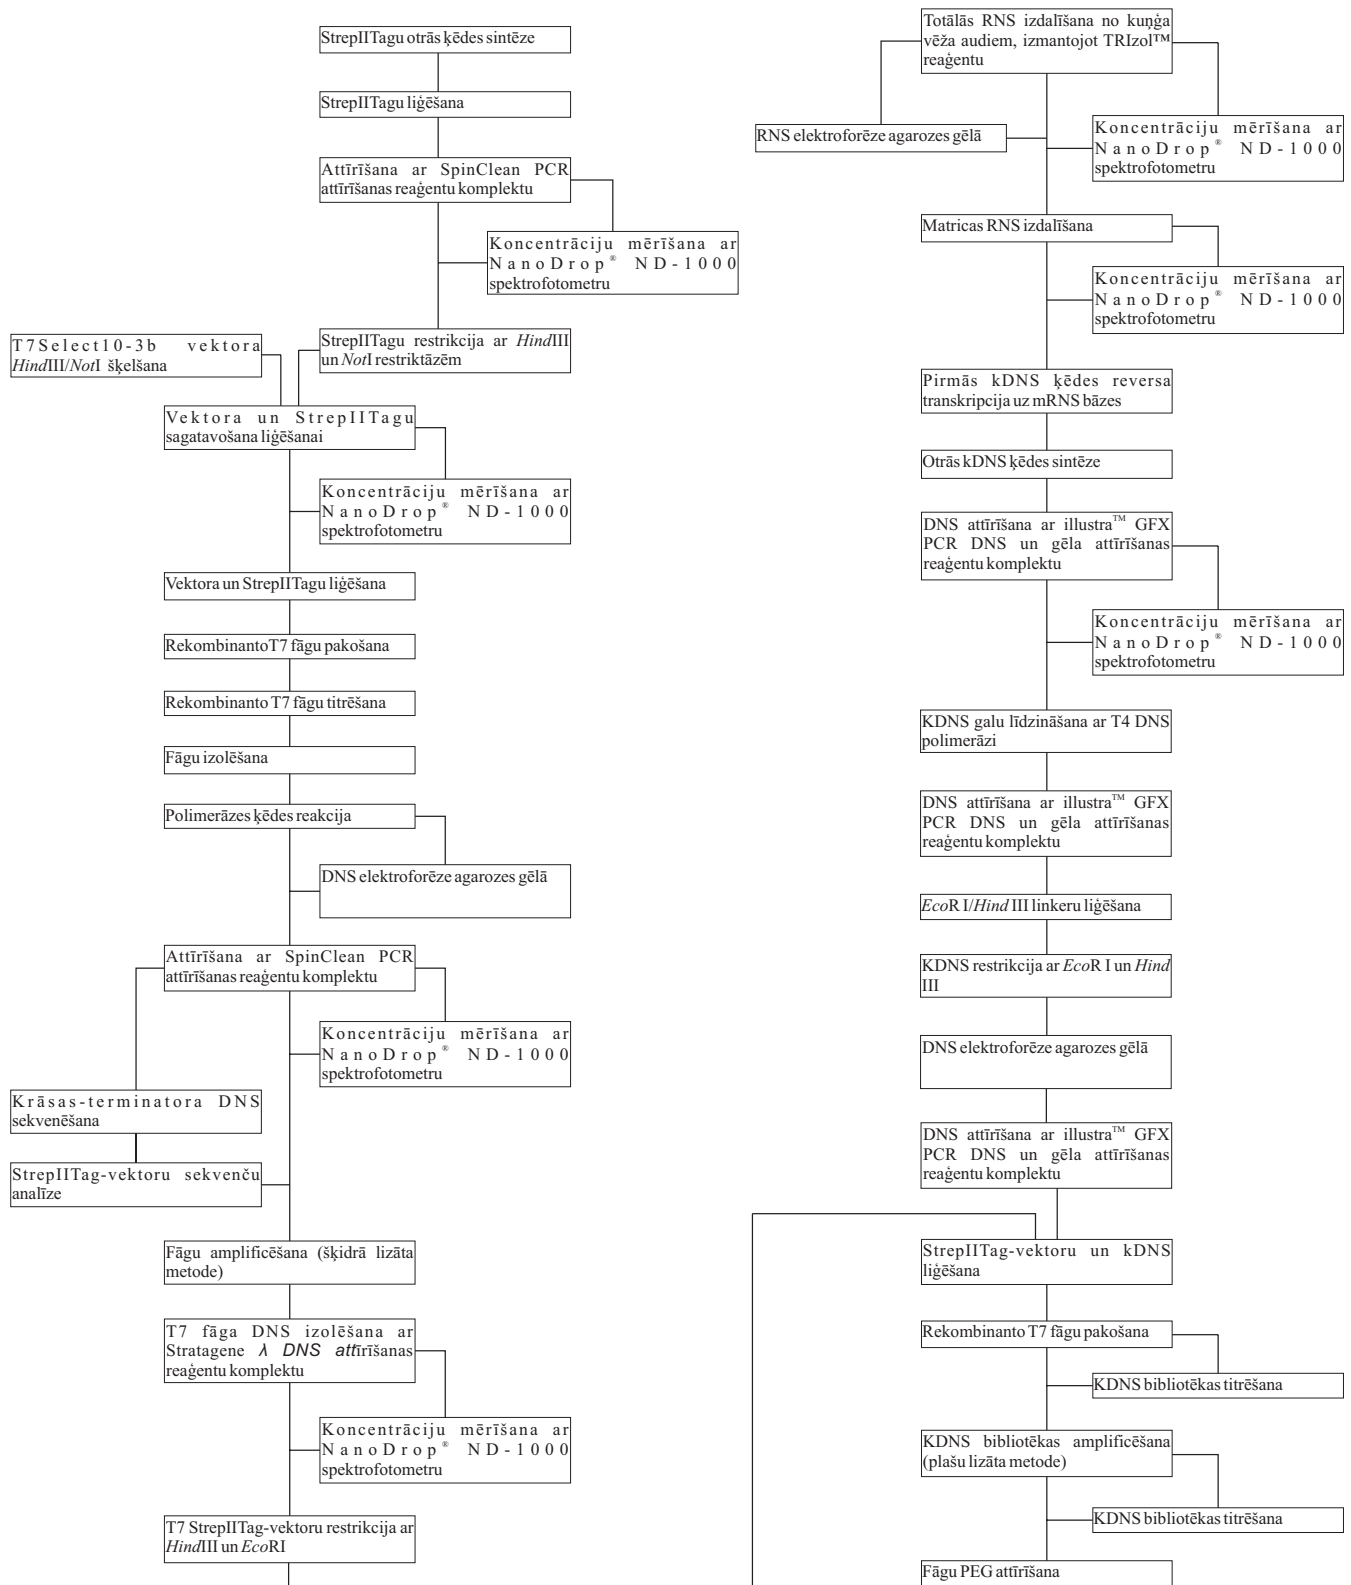 StrepIITagu otrās ķēdes sintēze
StrepIITagu liģēšana
Attīrīšana ar SpinClean PCR
attīrīšanas reaģentu komplektu
Koncentrāciju mērīšana ar
NanoDrop® ND-1000
spektrofotometru
T7Select10-3b vektora
HindIII/NotI šķelšana
StrepIITagu restrikcija ar HindIII
un NotI restriktāzēm
Vektora un StrepIITagu
sagatavošana liģēšanai
Koncentrāciju mērīšana ar
NanoDrop® ND-1000
spektrofotometru
Vektora un StrepIITagu liģēšana
RekombinantoT7 fāgu pakošana
Rekombinanto T7 fāgu titrēšana
Fāgu izolēšana
Polimerāzes ķēdes reakcija
DNS elektroforēze agarozes gēlā
Attīrīšana ar SpinClean PCR
attīrīšanas reaģentu komplektu
Koncentrāciju mērīšana ar
NanoDrop® ND-1000
spektrofotometru
Krāsas-terminatora DNS
sekvenēšana
StrepIITag-vektoru sekvenču
analīze
Fāgu amplificēšana (šķidrā lizāta
metode)
T7 fāga DNS izolēšana ar
Stratagene λ DNS attīrīšanas
reaģentu komplektu
Koncentrāciju mērīšana ar
NanoDrop® ND-1000
spektrofotometru
T7 StrepIITag-vektoru restrikcija ar
HindIII un EcoRI
Totālās RNS izdalīšana no kuņģa
vēža audiem, izmantojot TRIzol™
reaģentu
RNS elektroforēze agarozes gēlā
Koncentrāciju mērīšana ar
NanoDrop® ND-1000
spektrofotometru
Matricas RNS izdalīšana
Koncentrāciju mērīšana ar
NanoDrop® ND-1000
spektrofotometru
Pirmās kDNS ķēdes reversa
transkripcija uz mRNS bāzes
Otrās kDNS ķēdes sintēze
DNS attīrīšana ar illustra™ GFX
PCR DNS un gēla attīrīšanas
reaģentu komplektu
Koncentrāciju mērīšana ar
NanoDrop® ND-1000
spektrofotometru
KDNS galu līdzināšana ar T4 DNS
polimerāzi
DNS attīrīšana ar illustra™ GFX
PCR DNS un gēla attīrīšanas
reaģentu komplektu
EcoR I/Hind III linkeru liģēšana
KDNS restrikcija ar EcoR I un Hind
III
DNS elektroforēze agarozes gēlā
DNS attīrīšana ar illustra™ GFX
PCR DNS un gēla attīrīšanas
reaģentu komplektu
StrepIITag-vektoru un kDNS
liģēšana
Rekombinanto T7 fāgu pakošana
KDNS bibliotēkas titrēšana
KDNS bibliotēkas amplificēšana
(plašu lizāta metode)
KDNS bibliotēkas titrēšana
Fāgu PEG attīrīšana